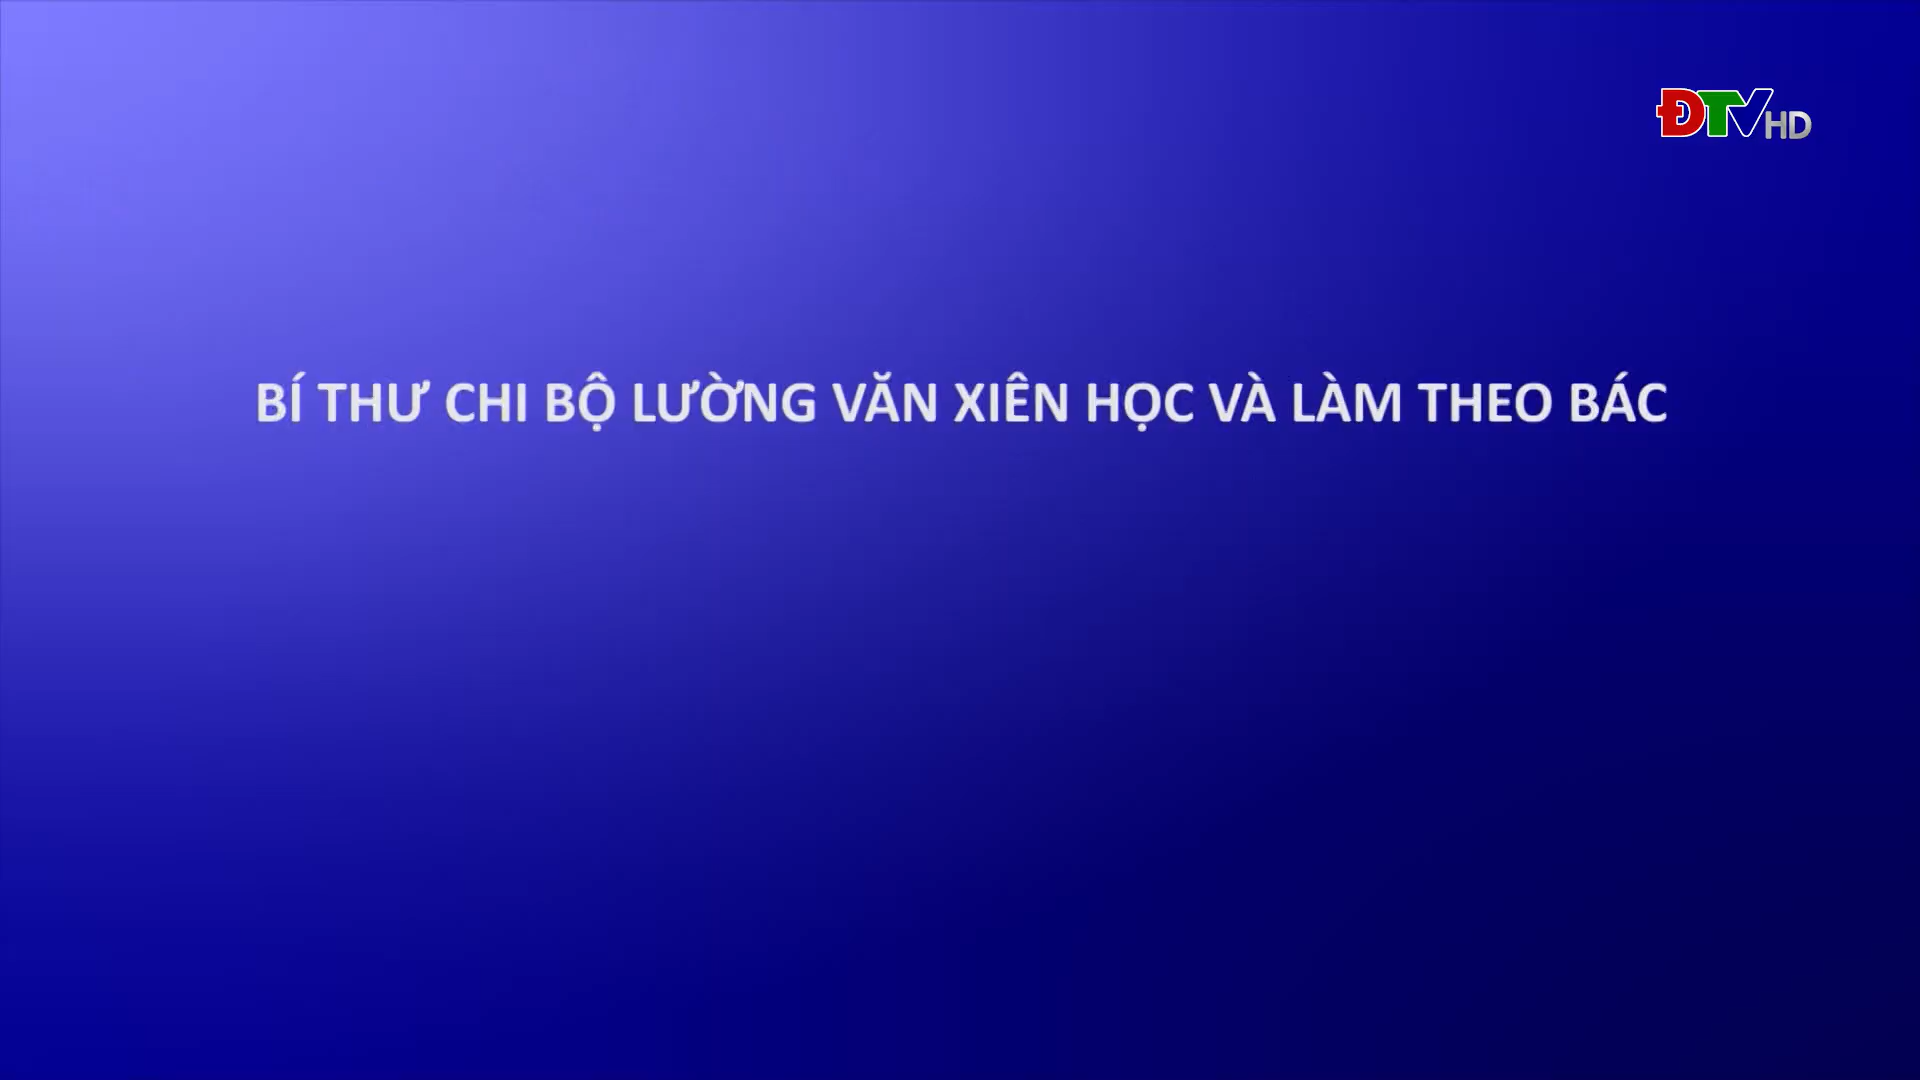 ĐTV HD
BÍ THƯ CHI BỘ LƯỜNG VĂN XIÊN HỌC VÀ LÀM THEO BÁC